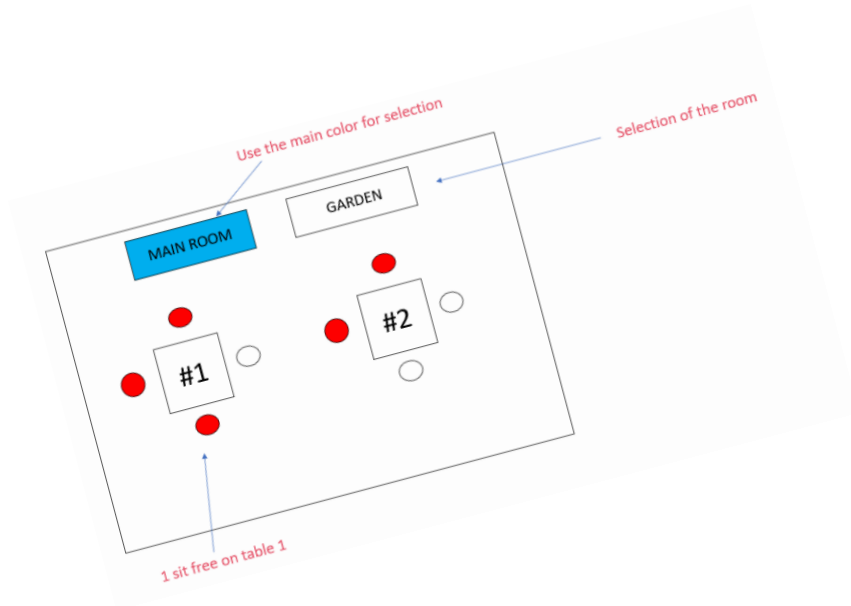 Use the main color for selection
Selection of the room
MAIN ROOM
GARDEN
#1
#2
1 sit free on table 1